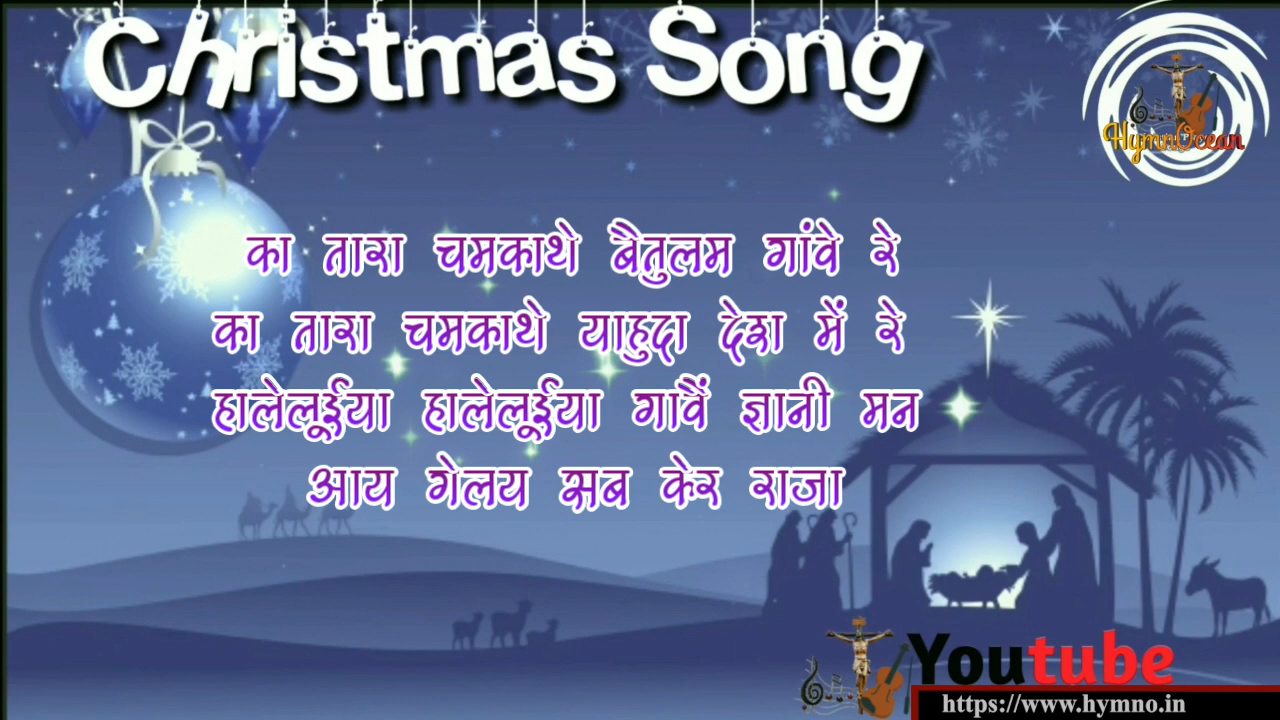 Christmas Song
HymnOcean
का तारा चमकाथे बैतुलम गांवे रे
का तारा चमकाथे याहुदा देश में रे
हालेलूईया हालेलूईया गावैं ज्ञानी मन
आय गेलय सब केर राजा
Youtube
https://www.hymno.in